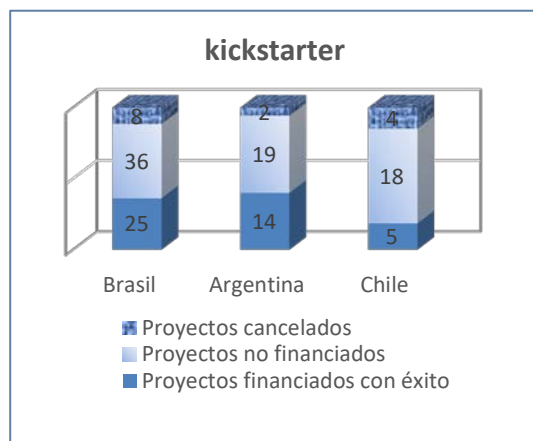 kickstarter
8 2 4
36 19 18
25 14 5
Brasil Argentina Chile
Proyectos cancelados
Proyectos no financiados
Proyectos financiados con éxito